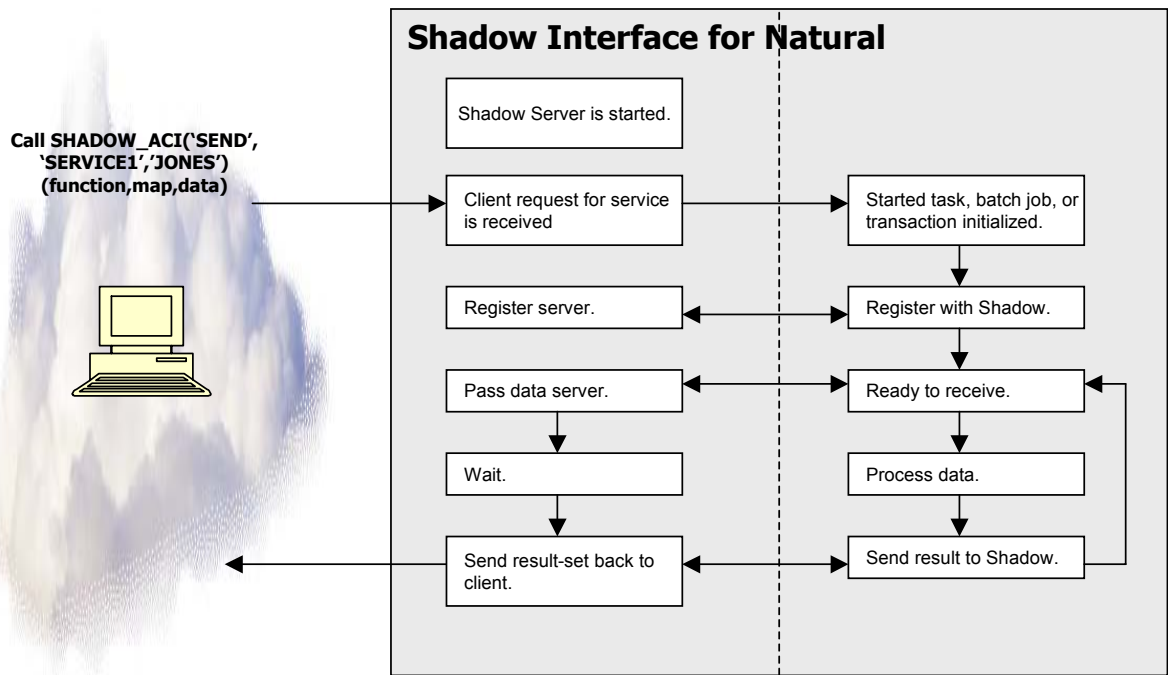 Shadow Interface for Natural
Call SHADOW_ACI(‘SEND’,
‘SERVICE1’,’JONES’)
(function,map,data)
Shadow Server is started.
Client request for service
is received
Started task, batch job, or
transaction initialized.
Register server.
Register with Shadow.
Pass data server.
Ready to receive.
Wait.
Process data.
Send result-set back to
client.
Send result to Shadow.